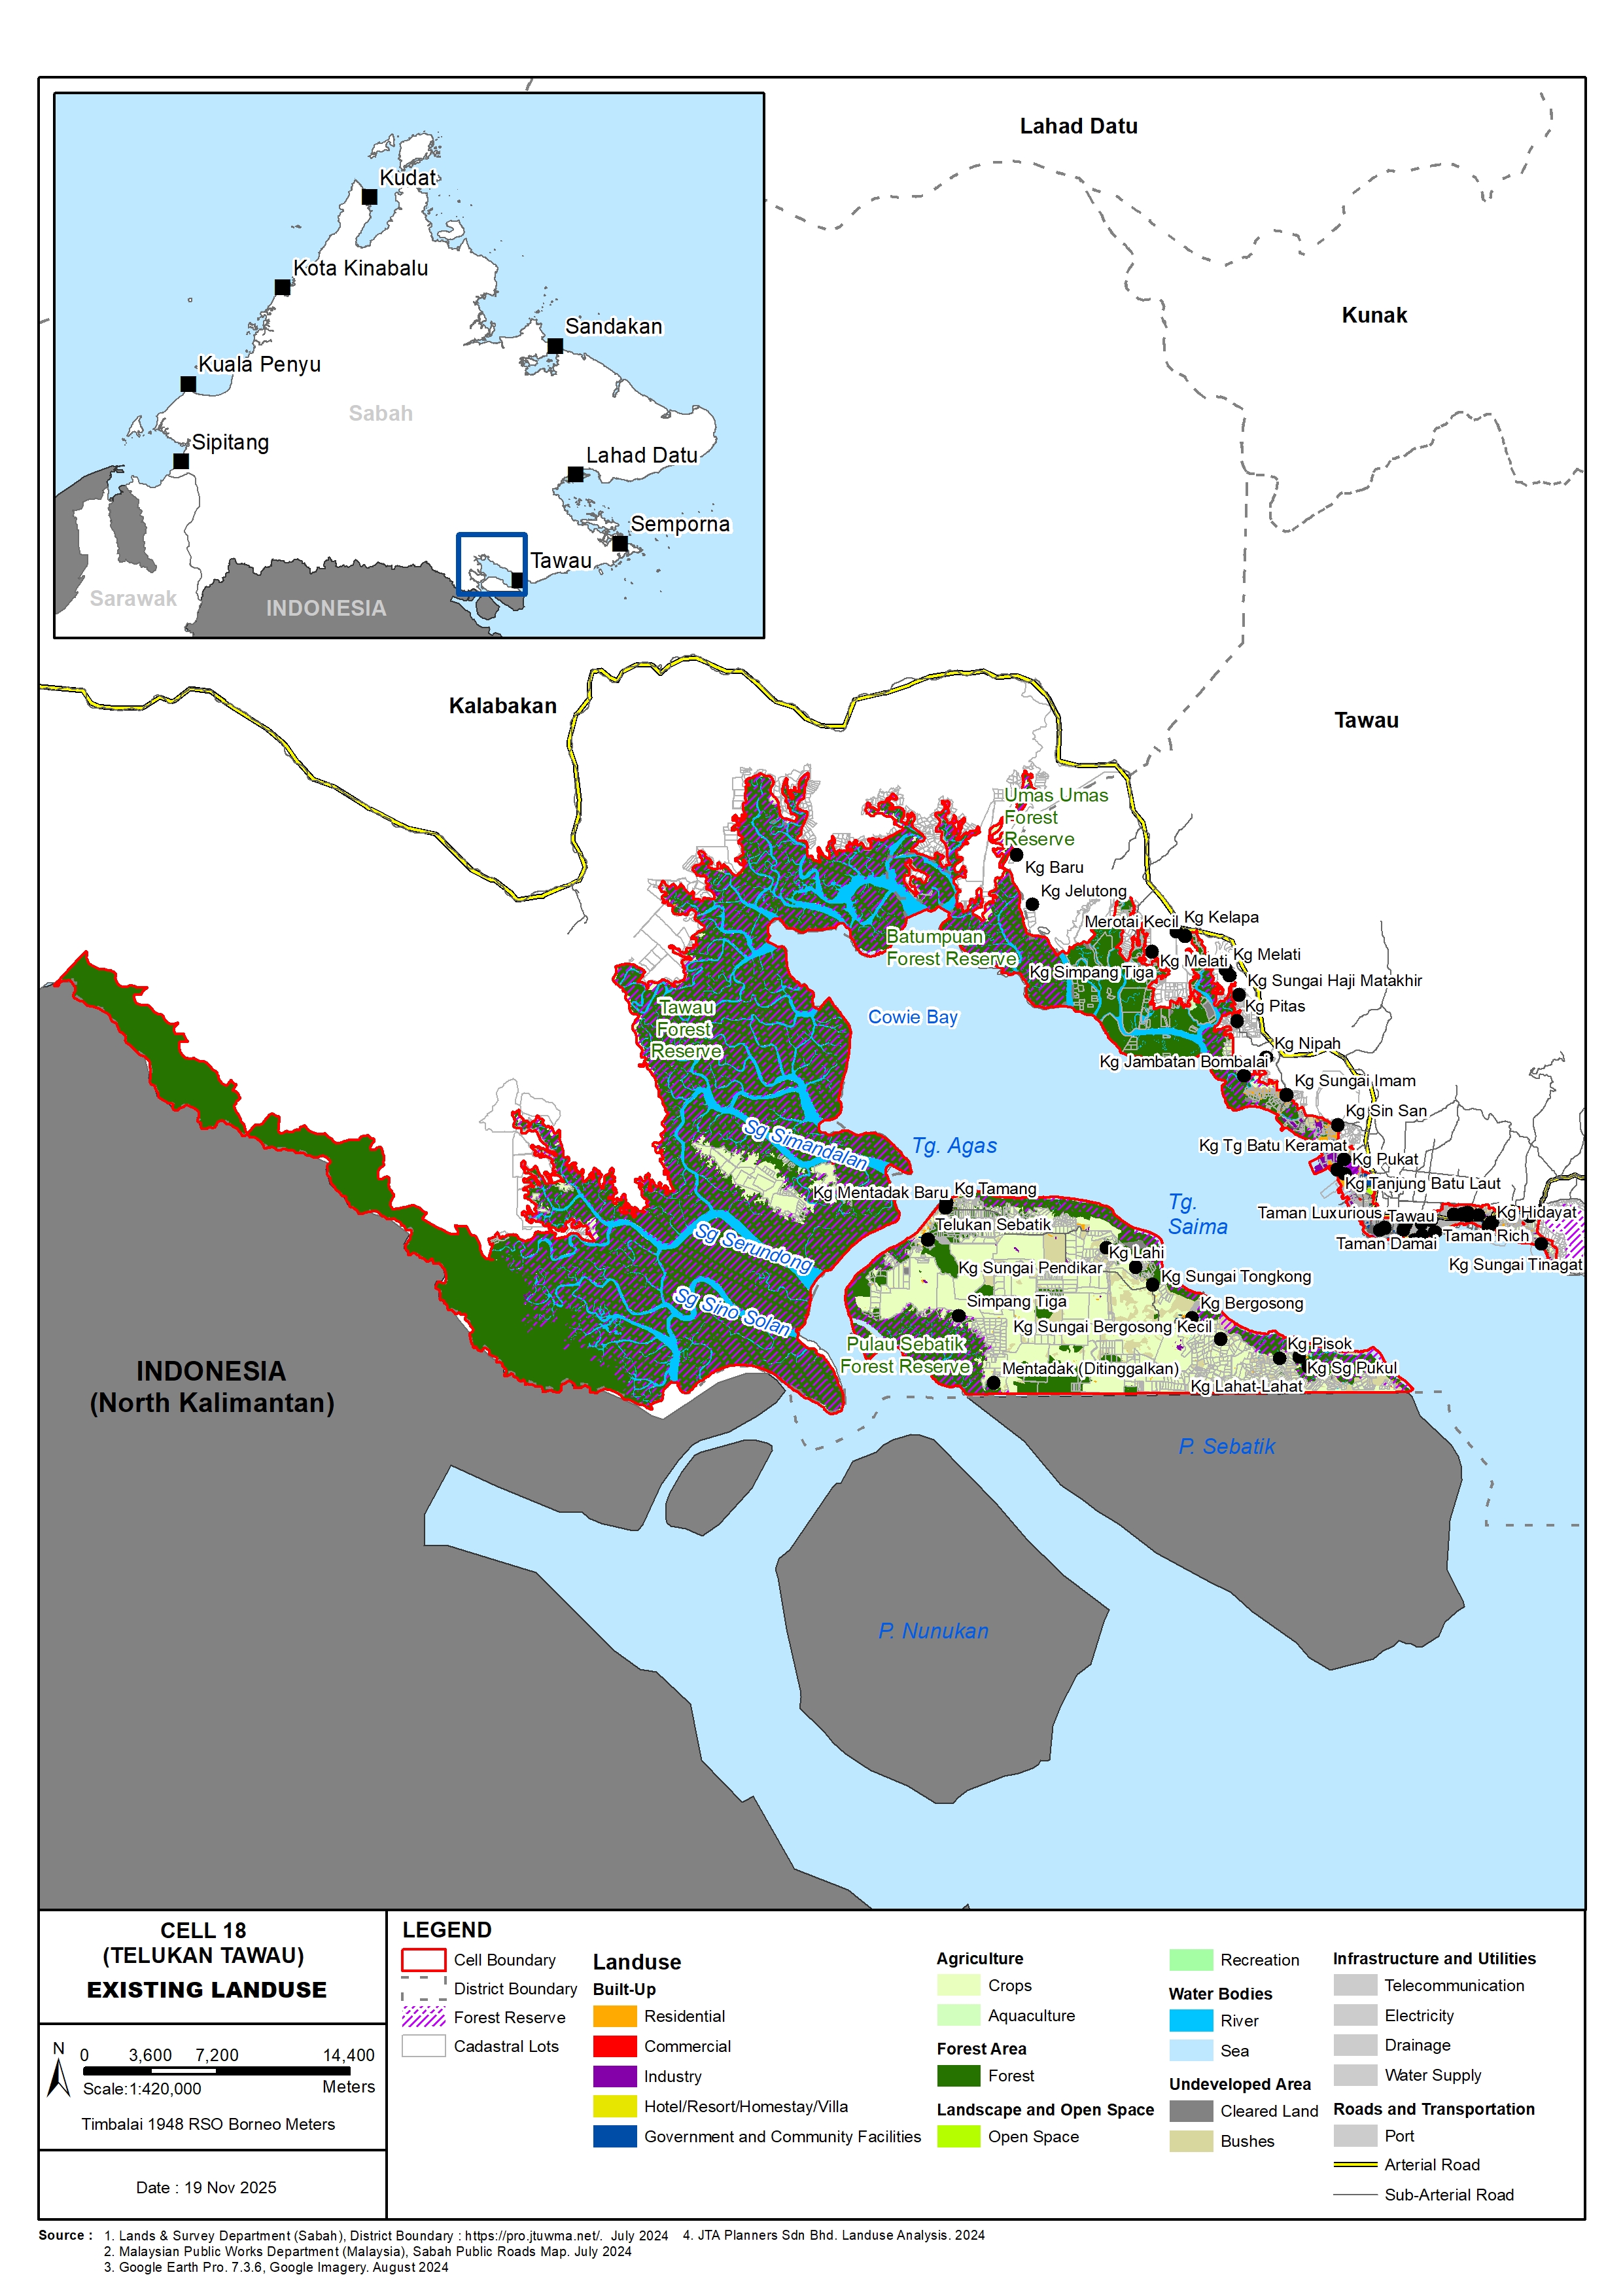 Lahad Datu
Kudat
Kota Kinabalu
Kunak
Sandakan
Kuala Penyu
Sabah
Sipitang
Lahad Datu
Semporna
Tawau
Sarawak
INDONESIA
Kalabakan
Tawau
Umas Umas
Forest
Reserve
Kg Baru
Kg Jelutong
Merotai Kecil
Kg Kelapa
Batumpuan
Forest Reserve
Kg Melati
Kg Melati
Kg Simpang Tiga
Kg Sungai Haji Matakhir
Kg Pitas
Tawau
Forest
Reserve
Cowie Bay
Kg Nipah
Kg Jambatan Bombalai
Kg Sungai Imam
Kg Sin San
Sg Simandalan
Tg. Agas
Kg Tg Batu Keramat
Kg Pukat
Kg Tanjung Batu Laut
Kg Mentadak Baru
Kg Tamang
Tg.
Saima
Taman Luxurious
Tawau
Kg Hidayat
Telukan Sebatik
Taman Damai
Taman Rich
Sg Serundong
Kg Lahi
Kg Sungai Pendikar
Kg Sungai Tinagat
Kg Sungai Tongkong
Sg Sino Solan
Simpang Tiga
Kg Bergosong
Kg Sungai Bergosong Kecil
Pulau Sebatik
Forest Reserve
Kg Pisok
Mentadak (Ditinggalkan)
Kg Sg Pukul
Kg Lahat-Lahat
INDONESIA
(North Kalimantan)
P. Sebatik
P. Nunukan
CELL 18
(TELUKAN TAWAU)
EXISTING LANDUSE
N
0 3,600 7,200 14,400
Scale:1:420,000 Meters
Timbalai 1948 RSO Borneo Meters
Date : 19 Nov 2025
LEGEND
Cell Boundary
District Boundary
Forest Reserve
Cadastral Lots
Landuse
Built-Up
Residential
Commercial
Industry
Hotel/Resort/Homestay/Villa
Government and Community Facilities
Agriculture
Crops
Aquaculture
Forest Area
Forest
Landscape and Open Space
Open Space
Recreation
Water Bodies
River
Sea
Undeveloped Area
Cleared Land
Bushes
Infrastructure and Utilities
Telecommunication
Electricity
Drainage
Water Supply
Roads and Transportation
Port
Arterial Road
Sub-Arterial Road
Source : 1. Lands & Survey Department (Sabah), District Boundary : https://pro.jtuwma.net/. July 2024 4. JTA Planners Sdn Bhd. Landuse Analysis. 2024
2. Malaysian Public Works Department (Malaysia), Sabah Public Roads Map. July 2024
3. Google Earth Pro. 7.3.6, Google Imagery. August 2024